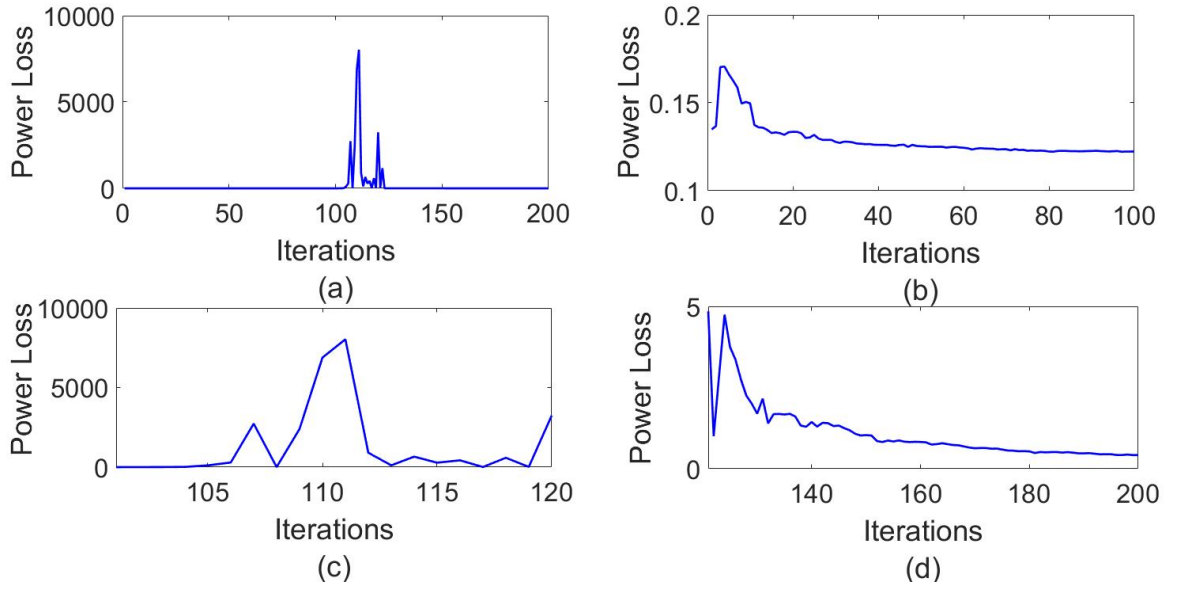 10000
5000
0
Power Loss
0 50 100 150 200
Iterations
(a)
0.2
0.15
0.1
Power Loss
0 20 40 60 80 100
Iterations
(b)
10000
5000
0
Power Loss
105 110 115 120
Iterations
(c)
5
0
Power Loss
140 160 180 200
Iterations
(d)